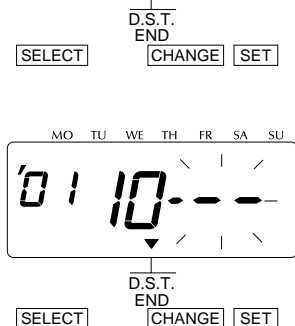 D.S.T.
END
SELECT CHANGE SET
MO TU WE TH FR SA SU
'01 10.--
D.S.T.
END
SELECT CHANGE SET